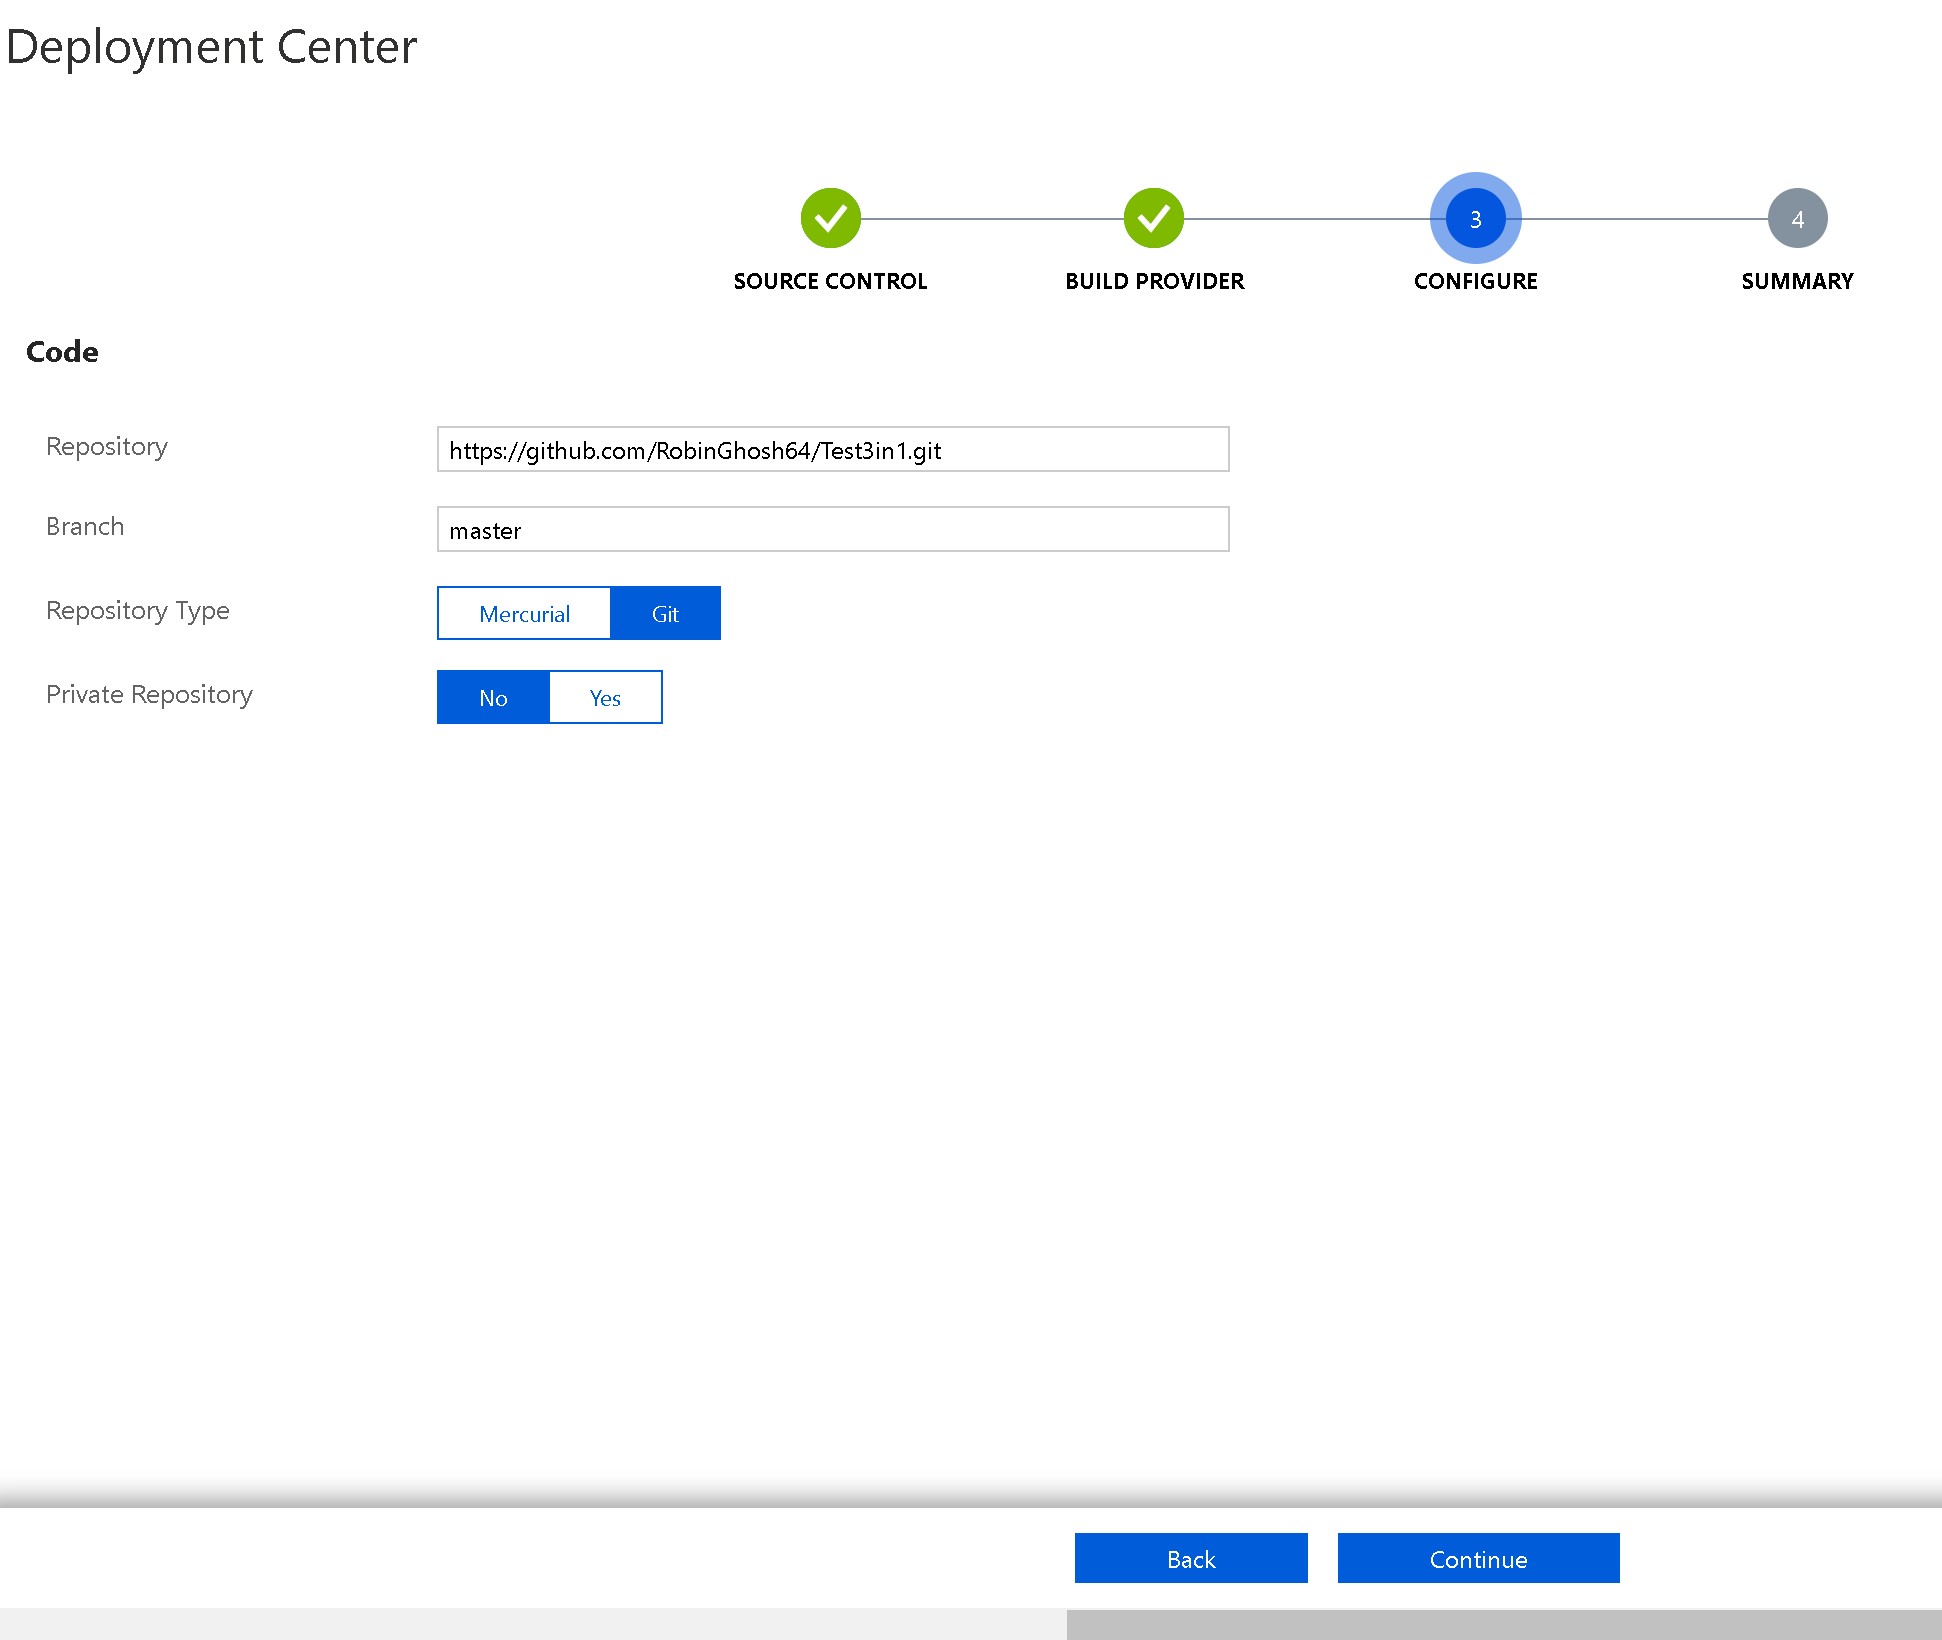 Deployment Center
3
4
SOURCE CONTROL
BUILD PROVIDER
CONFIGURE
SUMMARY
Code
Repository
https://github.com/RobinGhosh64/Test3in1.git
Branch
master
Repository Type
Mercurial
Git
Private Repository
No
Yes
Back
Continue